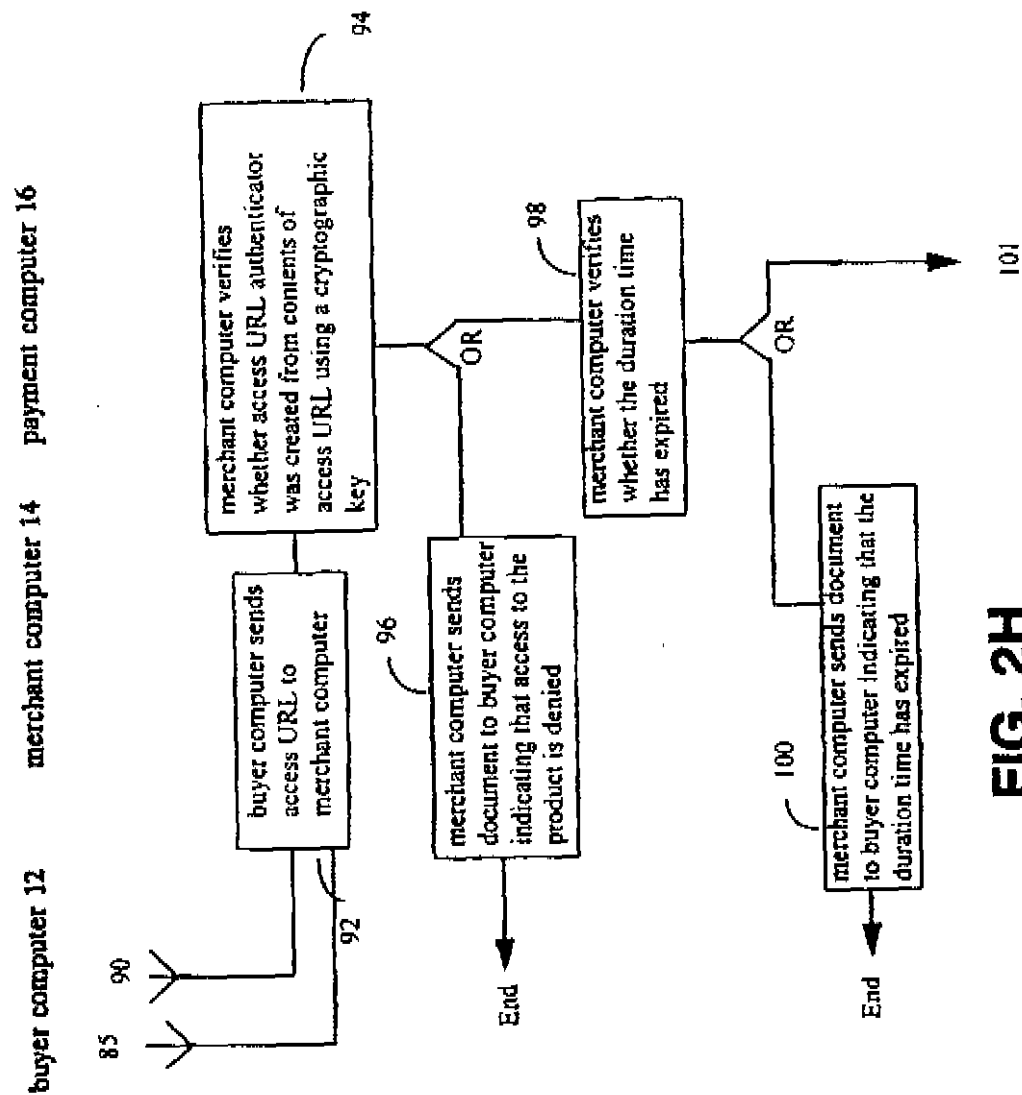 buyer computer 12 merchant computer 14 payment computer 16
85
90
buyer computer sends
access URL to
merchant computer
92
merchant computer verifies
whether access URL authenticator
was created from contents of
access URL using a cryptographic
key
94
OR
merchant computer sends
document to buyer computer
indicating that access to the
product is denied
96
End
merchant computer verifies
whether the duration time
has expired
98
OR
merchant computer sends document
to buyer computer indicating that the
duration time has expired
100
End
101
FIG. 2H